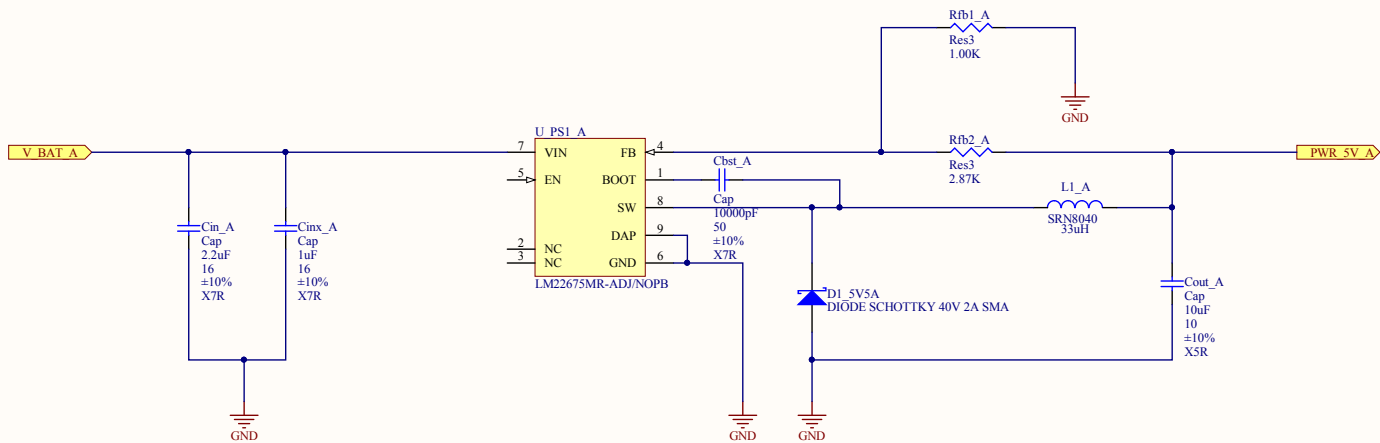 Rfb1_A
Res3
1.00K
GND
V_BAT_A
U_PS1_A
7 VIN FB 4
5 EN BOOT 1
SW 8
DAP 9
2 NC
3 NC GND 6
LM22675MR-ADJ/NOPB
Cbst_A
Cap
10000pF
50
±10%
X7R
Rfb2_A
Res3
2.87K
PWR_5V_A
L1_A
SRN8040
33uH
Cin_A
Cap
2.2uF
16
±10%
X7R
Cinx_A
Cap
1uF
16
±10%
X7R
D1_5V5A
DIODE SCHOTTKY 40V 2A SMA
Cout_A
Cap
10uF
10
±10%
X5R
GND
GND
GND